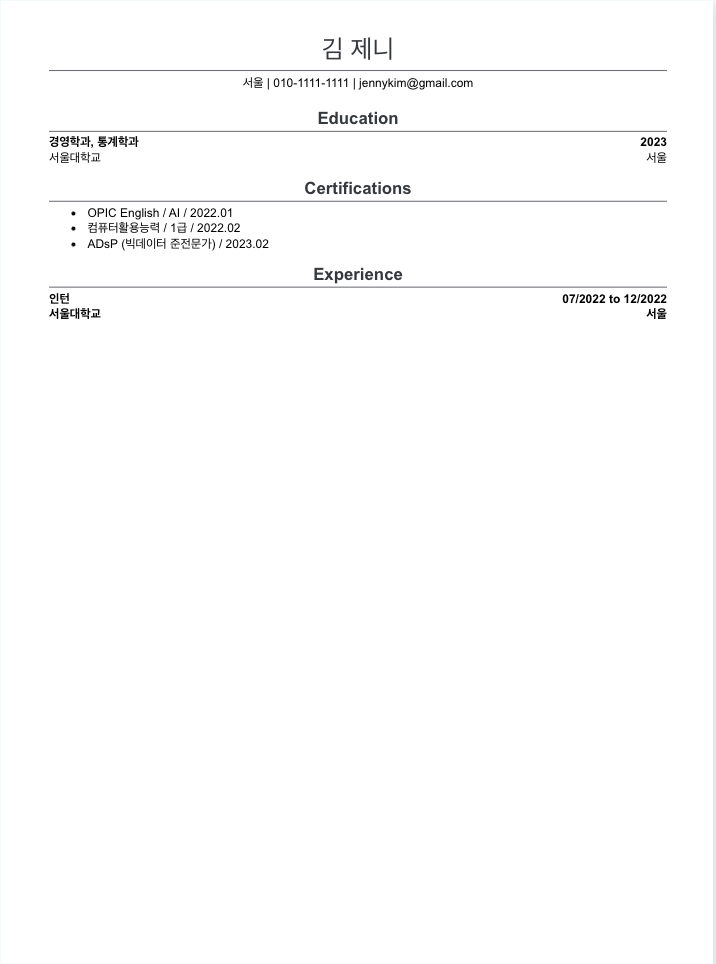 김 제니
서울 | 010-1111-1111 | jennykim@gmail.com
Education
경영학과, 통계학과 2023
서울대학교 서울
Certifications
• OPIC English / AI / 2022.01
• 컴퓨터활용능력 / 1급 / 2022.02
• ADsP (빅데이터 준전문가) / 2023.02
Experience
인턴 07/2022 to 12/2022
서울대학교 서울